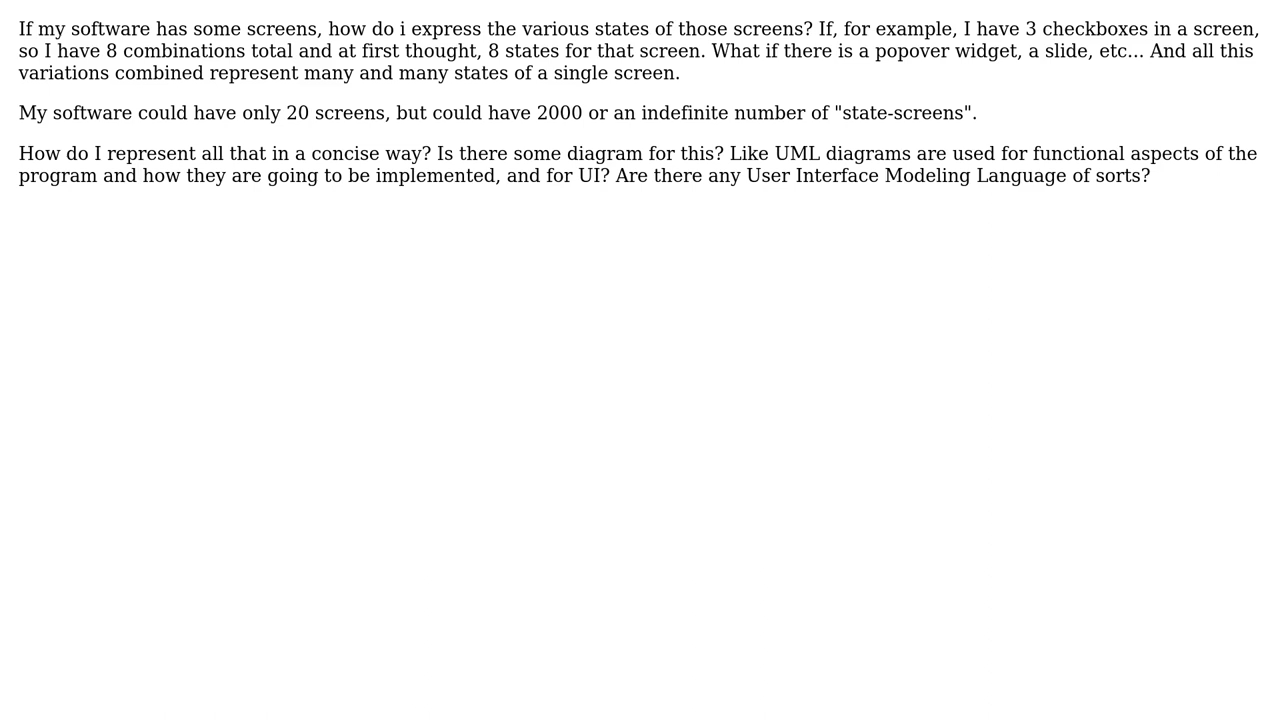 If my software has some screens, how do i express the various states of those screens? If, for example, I have 3 checkboxes in a screen,
so I have 8 combinations total and at first thought, 8 states for that screen. What if there is a popover widget, a slide, etc... And all this
variations combined represent many and many states of a single screen.
My software could have only 20 screens, but could have 2000 or an indefinite number of "state-screens".
How do I represent all that in a concise way? Is there some diagram for this? Like UML diagrams are used for functional aspects of the
program and how they are going to be implemented, and for UI? Are there any User Interface Modeling Language of sorts?